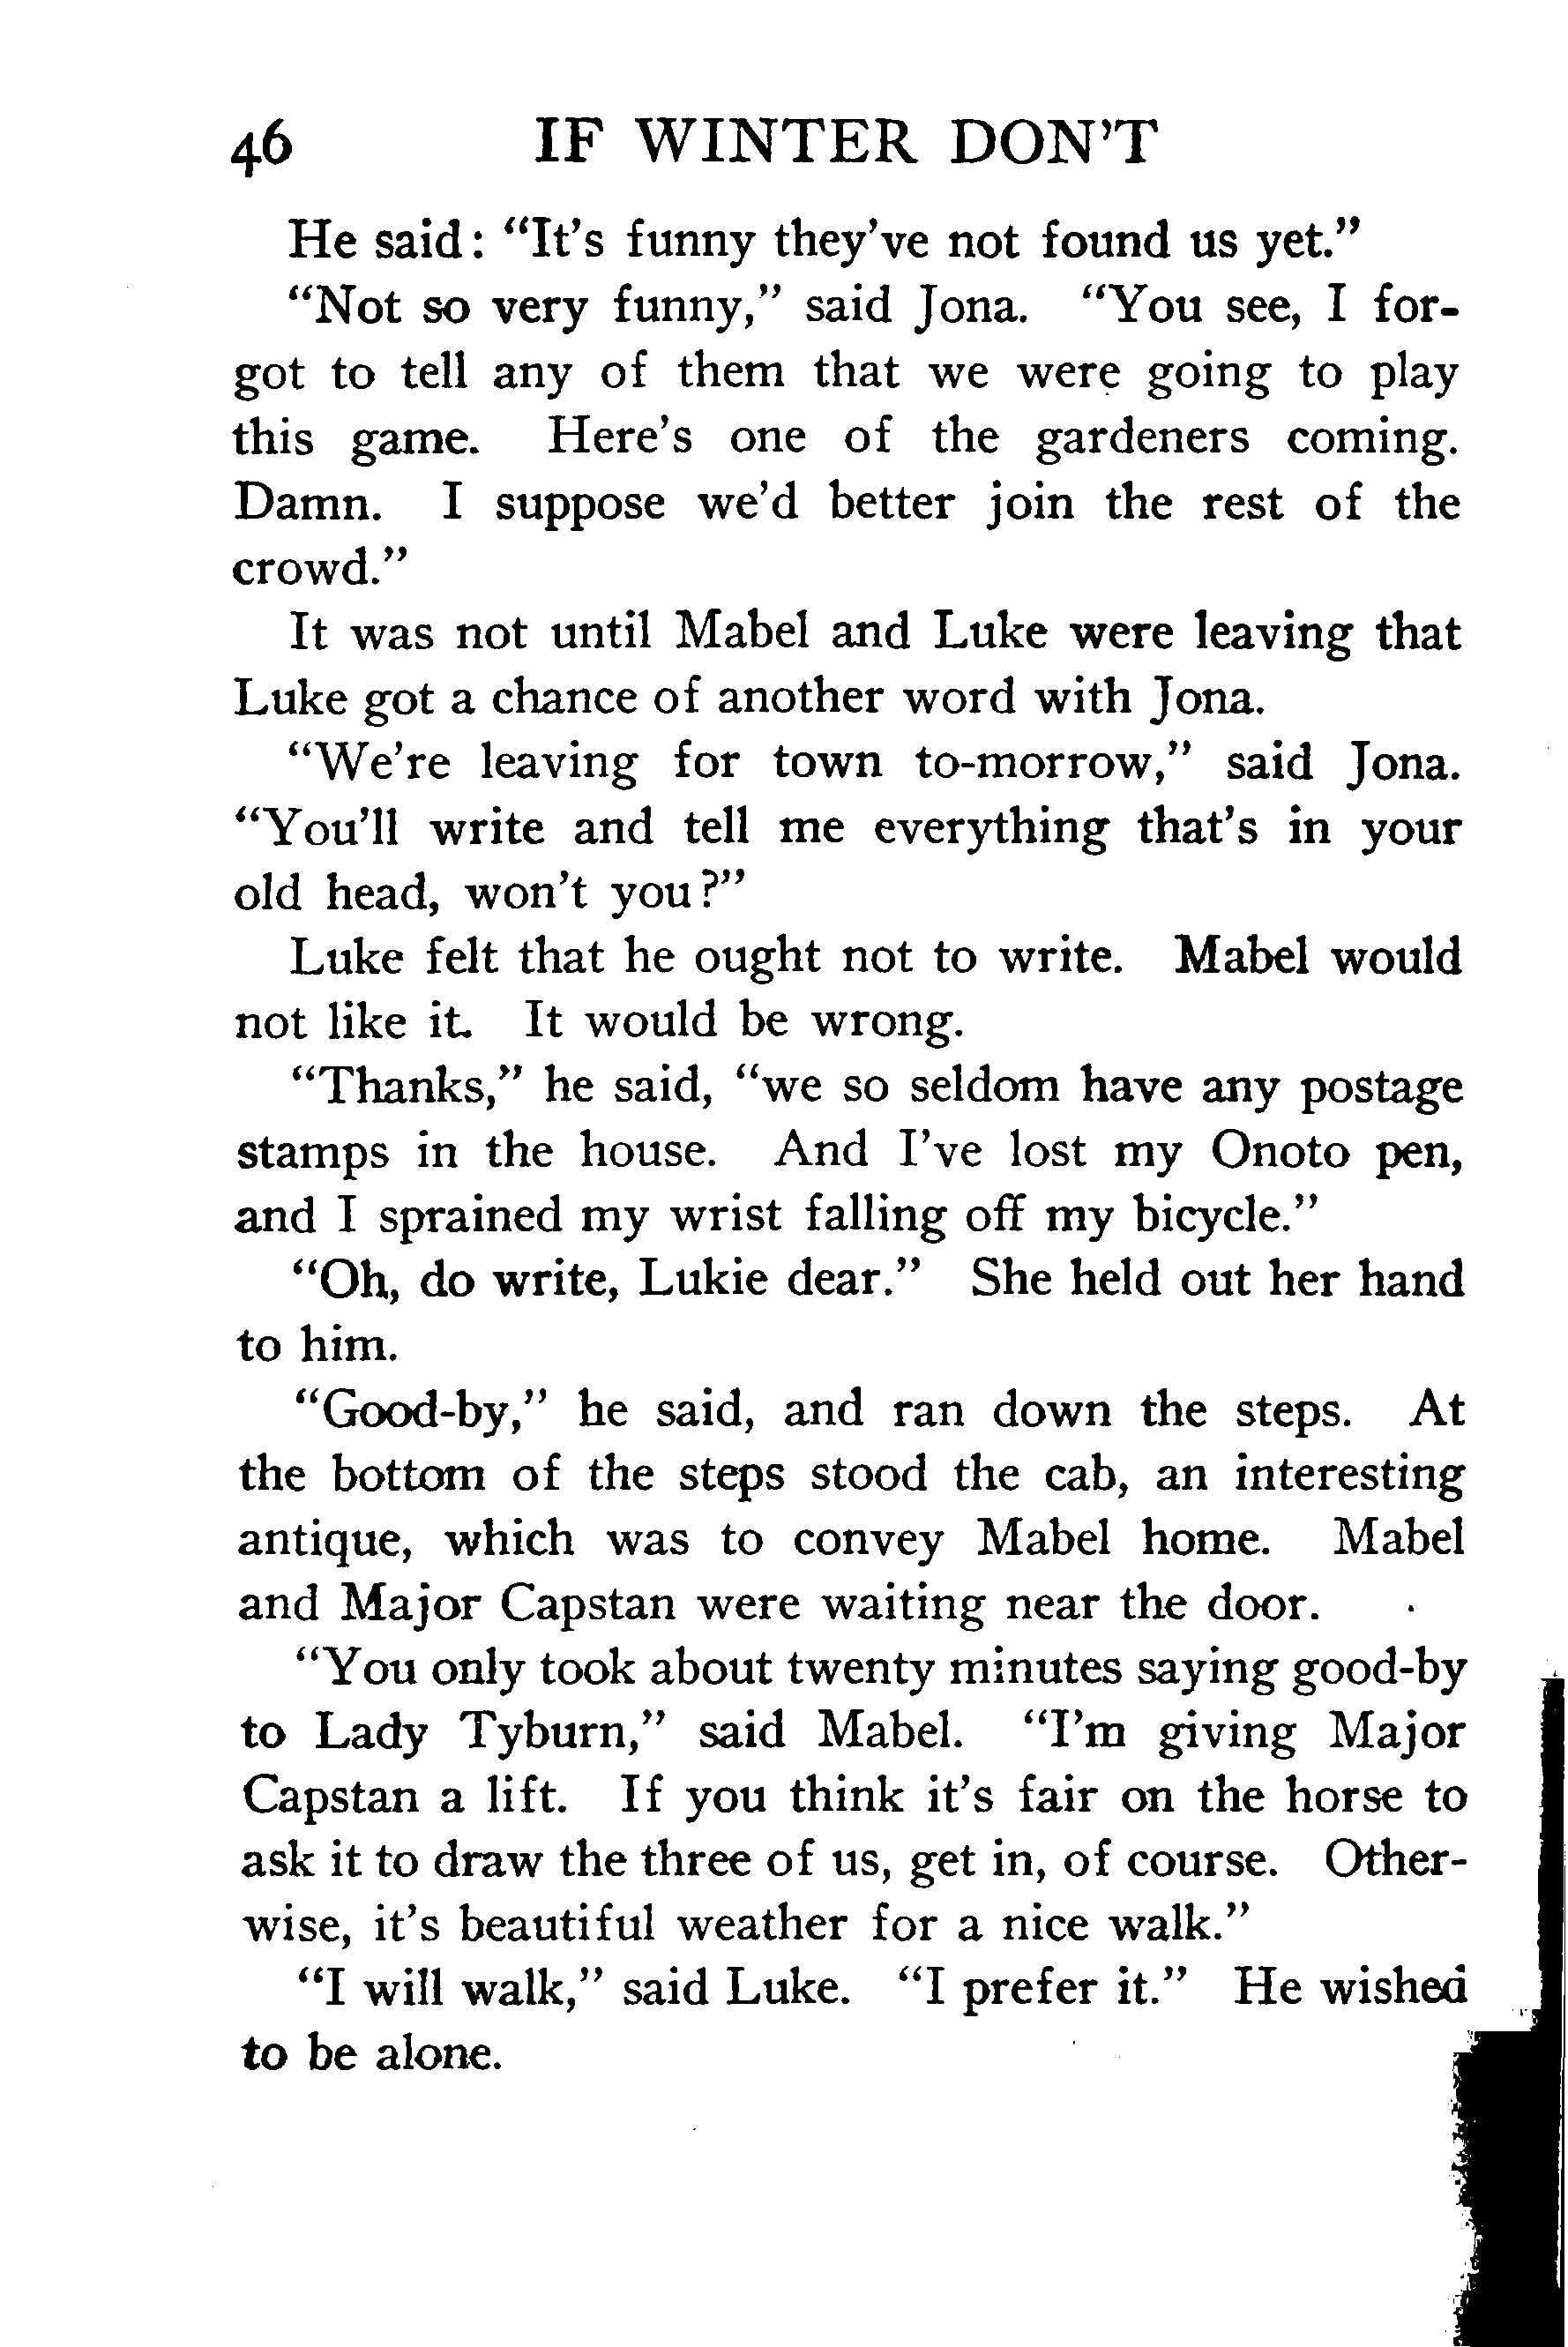 46 IF WINTER DON'T
He said: "It's funny they've not found us yet."
"Not so very funny," said Jona. "You see, I for-
got to tell any of them that we were going to play
this game. Here's one of the gardeners coming.
Damn. I suppose we'd better join the rest of the
crowd."
It was not until Mabel and Luke were leaving that
Luke got a chance of another word with Jona.
"We're leaving for town to-morrow," said Jona.
"You'll write and tell me everything that's in your
old head, won't you?"
Luke felt that he ought not to write. Mabel would
not like it. It would be wrong.
"Thanks," he said, "we so seldom have any postage
stamps in the house. And I've lost my Onoto pen,
and I sprained my wrist falling off my bicycle."
"Oh, do write, Lukie dear." She held out her hand
to him.
"Good-by," he said, and ran down the steps. At
the bottom of the steps stood the cab, an interesting
antique, which was to convey Mabel home. Mabel
and Major Capstan were waiting near the door.
"You only took about twenty minutes saying good-by
to Lady Tyburn," said Mabel. "I'm giving Major
Capstan a lift. If you think it's fair on the horse to
ask it to draw the three of us, get in, of course. Other-
wise, it's beautiful weather for a nice walk."
"I will walk," said Luke. "I prefer it." He wished
to be alone.